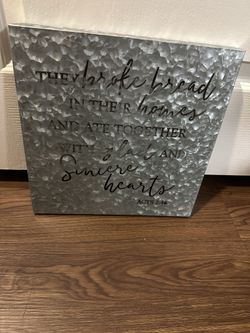 THEY broke bread
IN THEIR homes
AND ATE TOGETHER
WITH glad AND
Sincere
hearts
ACTS 2:46